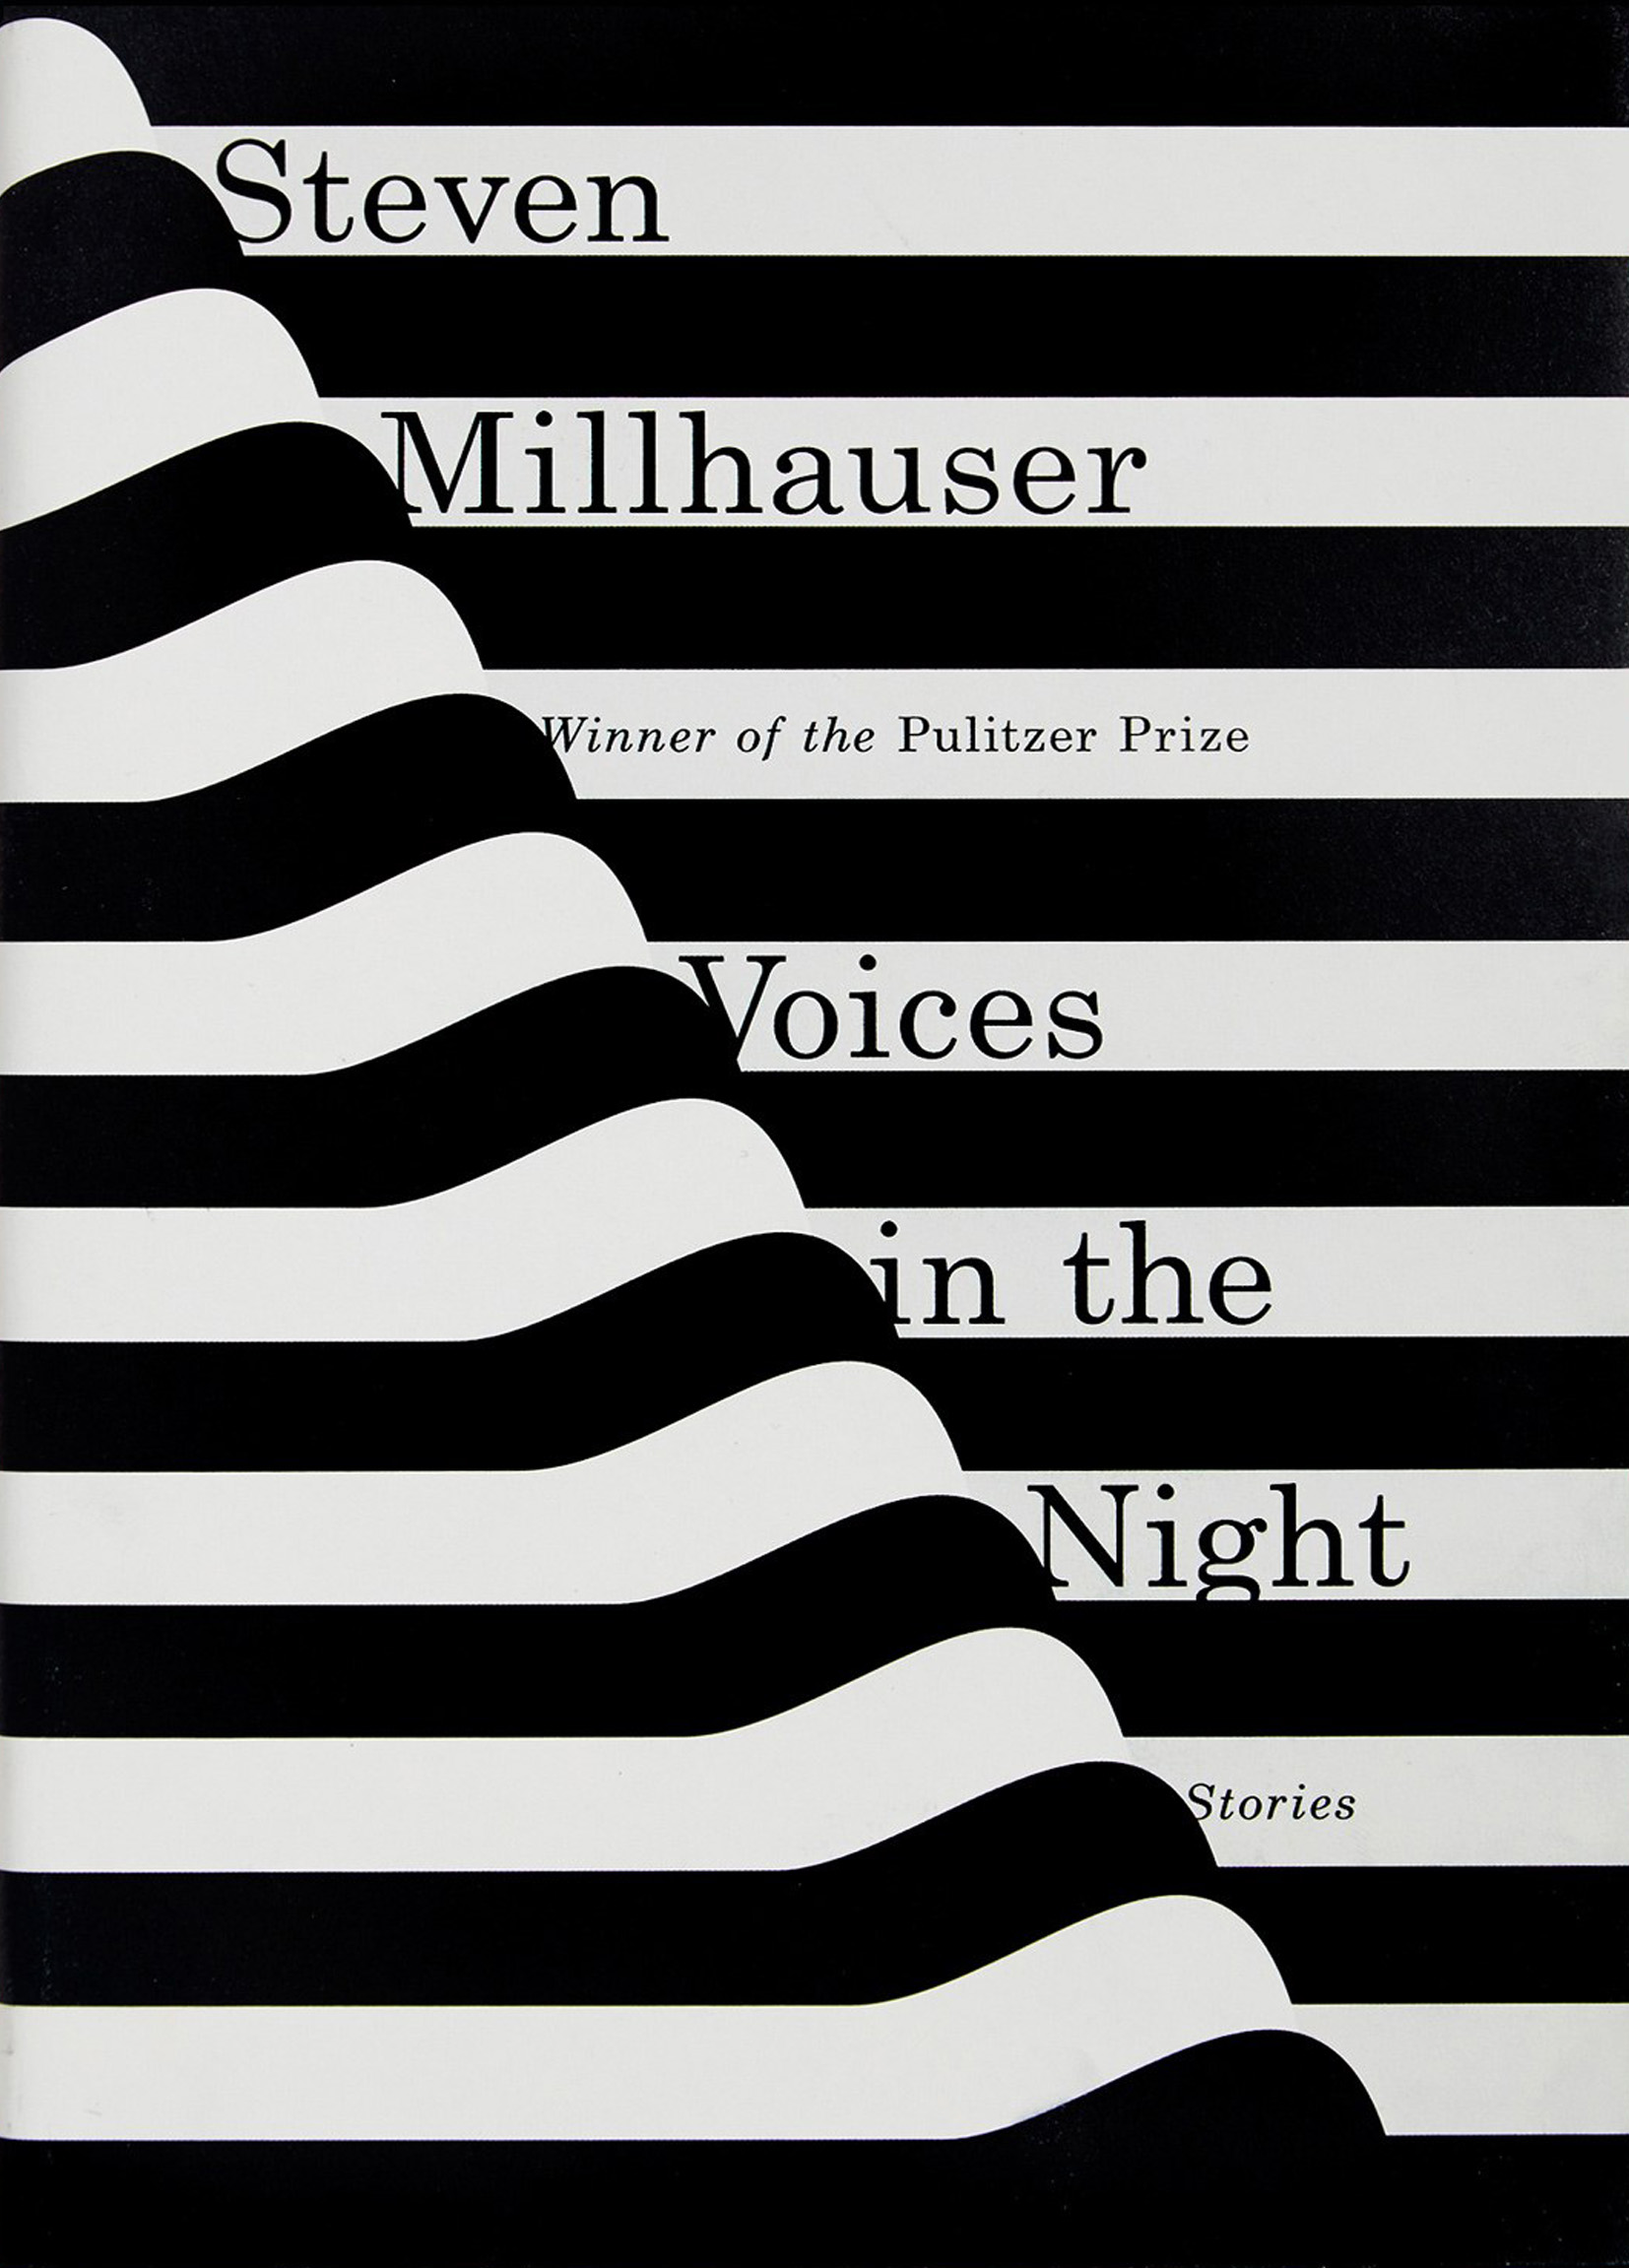 Steven
Millhauser
Winner of the Pulitzer Prize
Voices
in the
Night
Stories